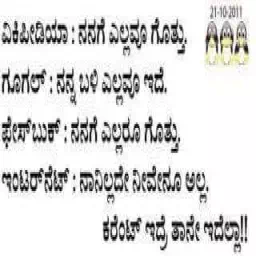 21-10-2011
ವಿಕಿಪೀಡಿಯಾ : ನನಗೆ ಎಲ್ಲವೂ ಗೊತ್ತು.
ಗೂಗಲ್ : ನನ್ನ ಬಳಿ ಎಲ್ಲವೂ ಇದೆ.
ಫೇಸ್‌ಬುಕ್ : ನನಗೆ ಎಲ್ಲರೂ ಗೊತ್ತು.
ಇಂಟರ್‌ನೆಟ್ : ನಾನಿಲ್ಲದೇ ನೀವೇನೂ ಅಲ್ಲ.
ಕರೆಂಟ್ ಇದ್ರೆ ತಾನೇ ಇದೆಲ್ಲಾ!!